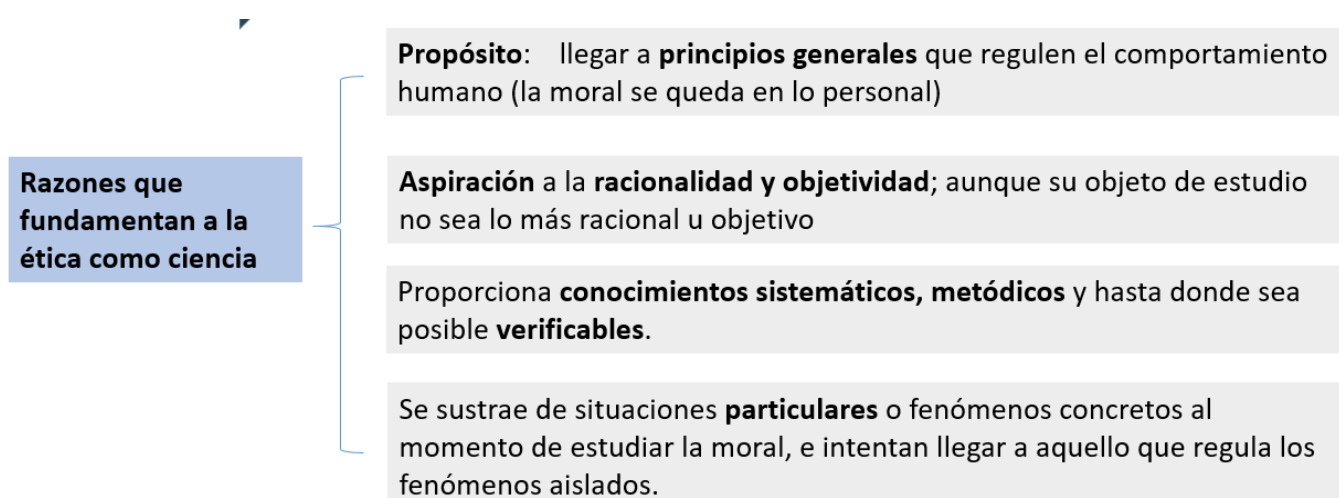 Razones que
fundamentan a la
ética como ciencia
Propósito: llegar a principios generales que regulen el comportamiento
humano (la moral se queda en lo personal)
Aspiración a la racionalidad y objetividad; aunque su objeto de estudio
no sea lo más racional u objetivo
Proporciona conocimientos sistemáticos, metódicos y hasta donde sea
posible verificables.
Se sustrae de situaciones particulares o fenómenos concretos al
momento de estudiar la moral, e intentan llegar a aquello que regula los
fenómenos aislados.